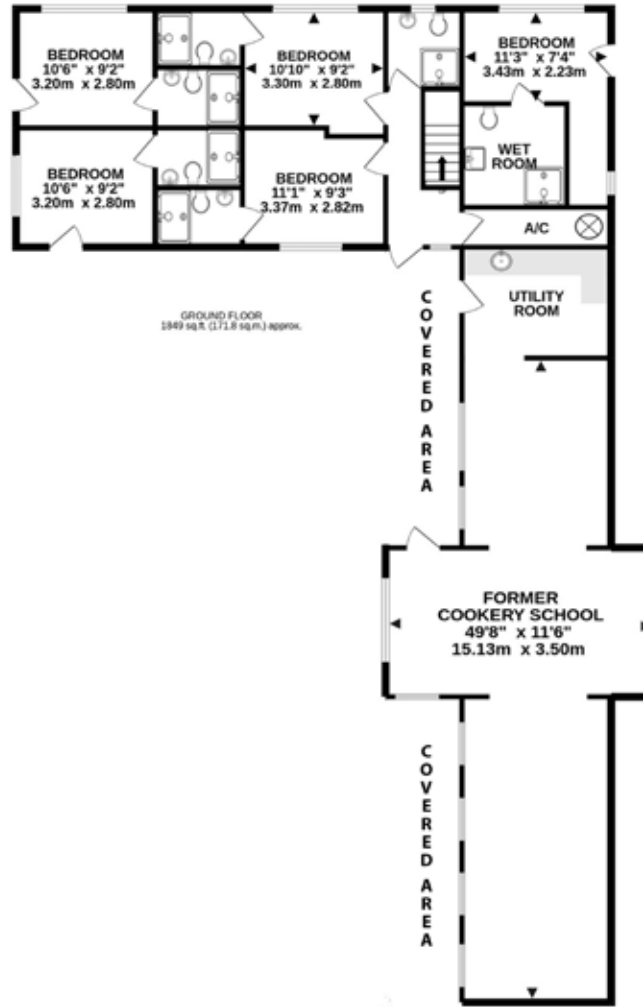 BEDROOM
10'6" x 9'2"
3.20m x 2.80m
BEDROOM
10'10" x 9'2"
3.30m x 2.80m
BEDROOM
11'3" x 7'4"
3.43m x 2.23m
WET
ROOM
BEDROOM
10'6" x 9'2"
3.20m x 2.80m
BEDROOM
11'1" x 9'3"
3.37m x 2.82m
A/C
UTILITY
ROOM
GROUND FLOOR
1849 sq.ft. (171.8 sq.m.) approx.
COVERED AREA
FORMER
COOKERY SCHOOL
49'8" x 11'6"
15.13m x 3.50m
COVERED AREA